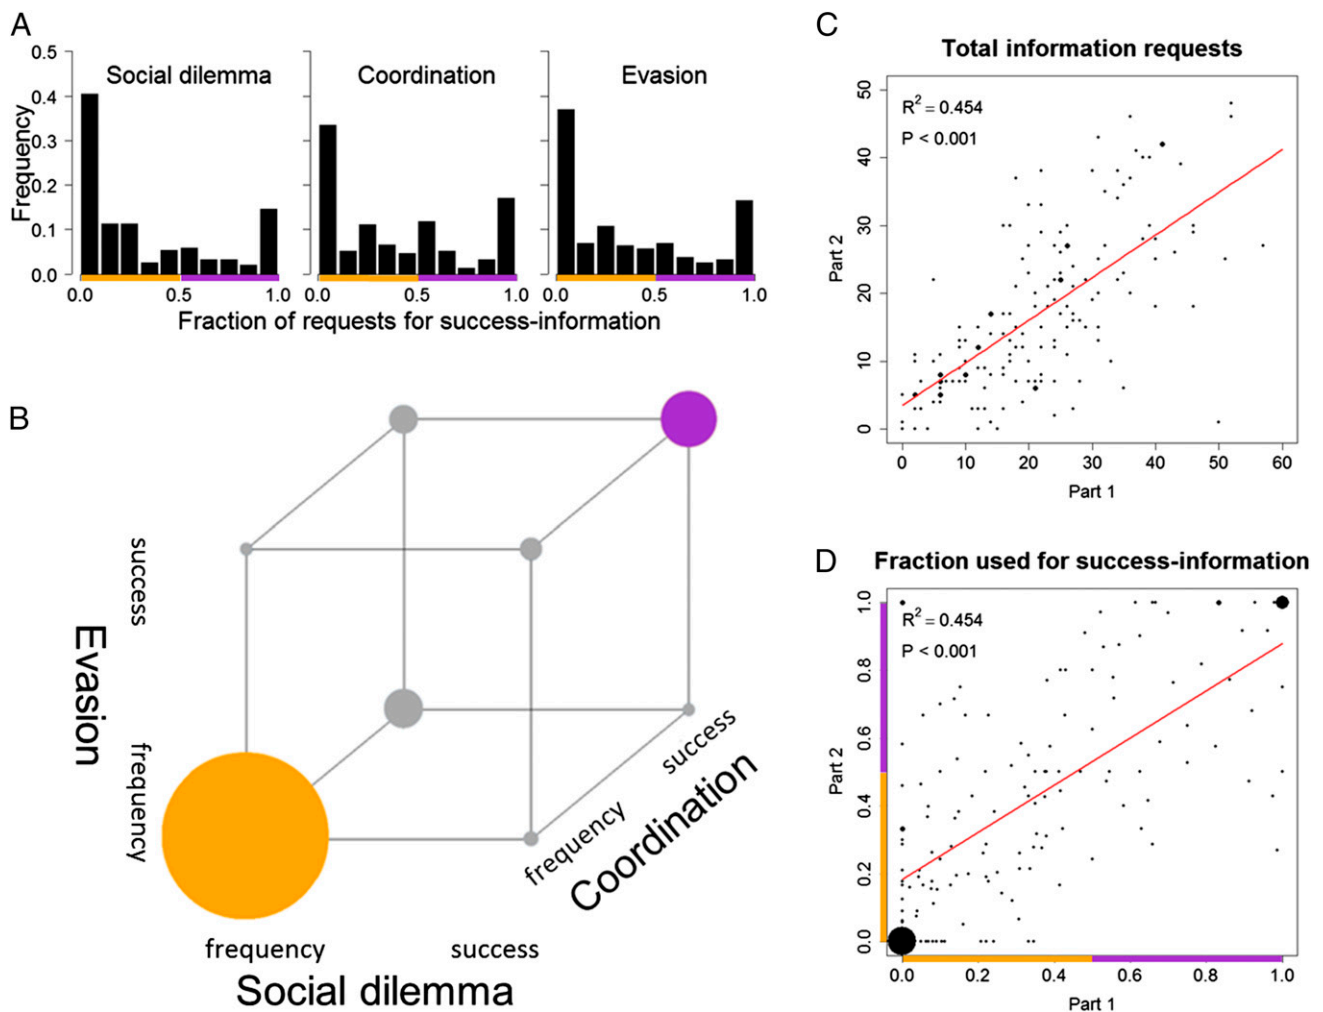 A
Social dilemma
Coordination
Evasion
Frequency
0.5
0.4
0.3
0.2
0.1
0.0
0.0 0.5 1.0
0.0 0.5 1.0
0.0 0.5 1.0
Fraction of requests for success-information
B
Evasion
success
frequency
frequency
success
Social dilemma
frequency
success
Coordination
C
Total information requests
R² = 0.454
P < 0.001
Part 2
50
40
30
20
10
0
0 10 20 30 40 50 60
Part 1
D
Fraction used for success-information
R² = 0.454
P < 0.001
Part 2
1.0
0.8
0.6
0.4
0.2
0.0
0.0 0.2 0.4 0.6 0.8 1.0
Part 1